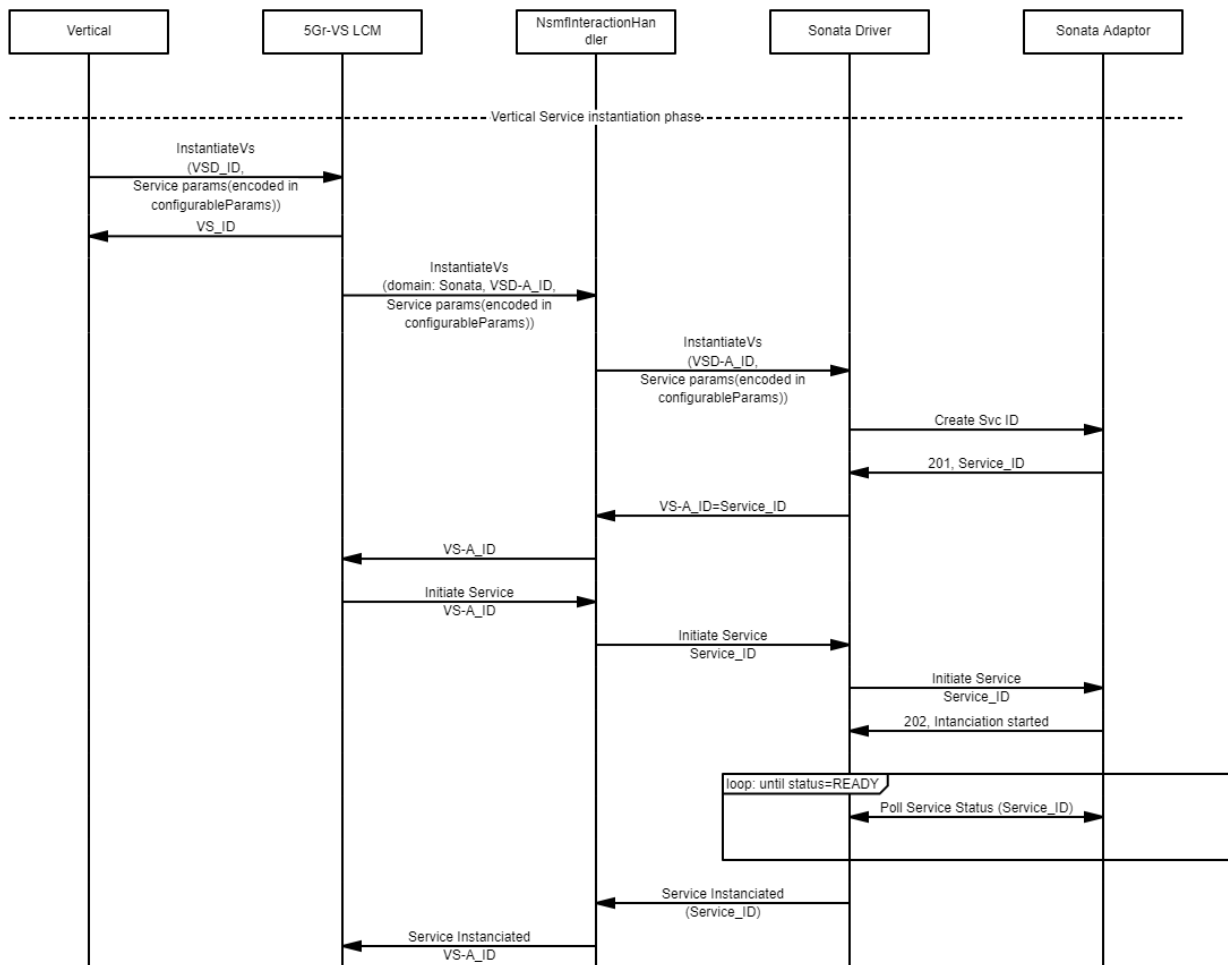 Vertical
5Gr-VS LCM
NsmfInteractionHan
dler
Sonata Driver
Sonata Adaptor
Vertical Service instantiation phase
InstantiateVs
(VSD_ID,
Service params(encoded in
configurableParams))
VS_ID
InstantiateVs
(domain: Sonata, VSD-A_ID,
Service params(encoded in
configurableParams))
InstantiateVs
(VSD-A_ID,
Service params(encoded in
configurableParams))
Create Svc ID
201, Service_ID
VS-A_ID=Service_ID
VS-A_ID
Initiate Service
VS-A_ID
Initiate Service
Service_ID
Initiate Service
Service_ID
202, Intanciation started
loop: until status=READY
Poll Service Status (Service_ID)
Service Instanciated
(Service_ID)
Service Instanciated
VS-A_ID